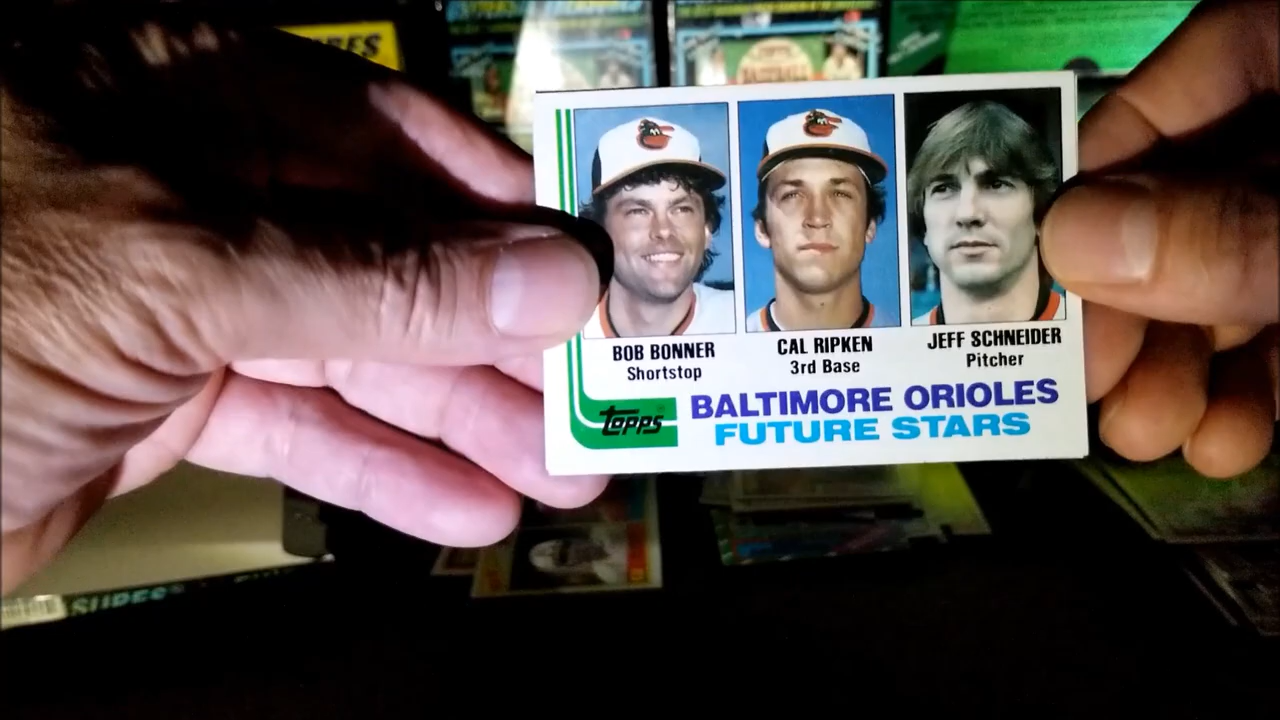 BOB BONNER
Shortstop
CAL RIPKEN
3rd Base
JEFF SCHNEIDER
Pitcher
Topps
BALTIMORE ORIOLES
FUTURE STARS